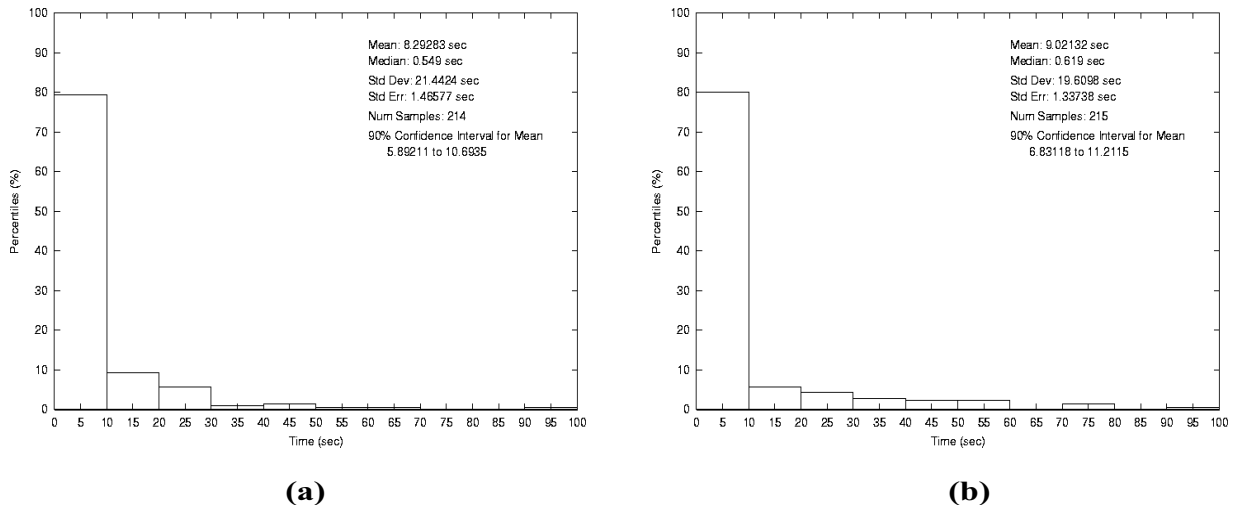 100
90
80
70
60
50
40
30
20
10
0
Percentiles (%)
Mean: 8.29283 sec
Median: 0.549 sec
Std Dev: 21.4424 sec
Std Err: 1.46577 sec
Num Samples: 214
90% Confidence Interval for Mean
5.89211 to 10.6935
0 5 10 15 20 25 30 35 40 45 50 55 60 65 70 75 80 85 90 95 100
Time (sec)
(a)
100
90
80
70
60
50
40
30
20
10
0
Percentiles (%)
Mean: 9.02132 sec
Median: 0.619 sec
Std Dev: 19.6098 sec
Std Err: 1.33738 sec
Num Samples: 215
90% Confidence Interval for Mean
6.83118 to 11.2115
0 5 10 15 20 25 30 35 40 45 50 55 60 65 70 75 80 85 90 95 100
Time (sec)
(b)